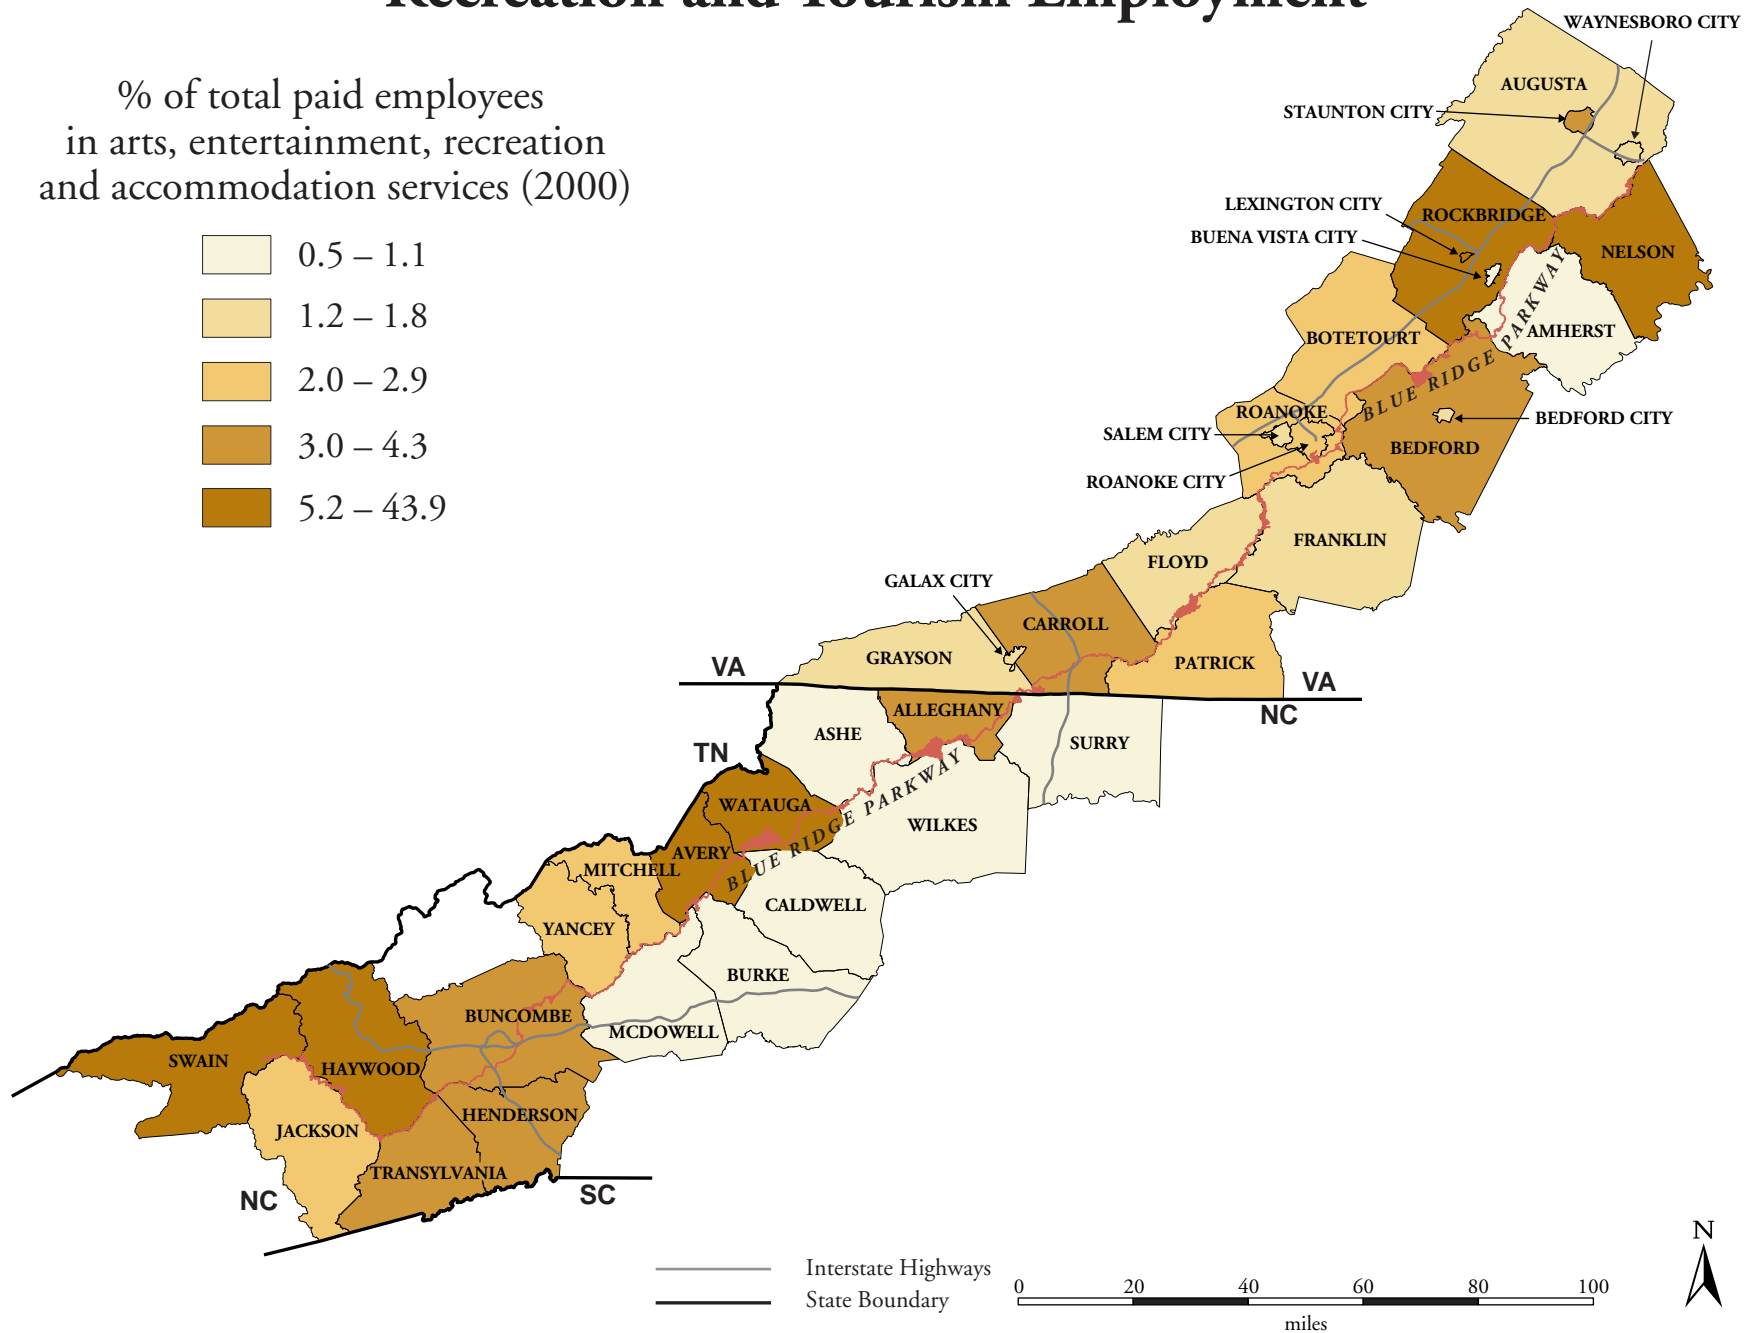 Recreation and Tourism Employment
% of total paid employees
in arts, entertainment, recreation
and accommodation services (2000)
0.5 – 1.1
1.2 – 1.8
2.0 – 2.9
3.0 – 4.3
5.2 – 43.9
WAYNESBORO CITY
AUGUSTA
STAUNTON CITY
LEXINGTON CITY
ROCKBRIDGE
BUENA VISTA CITY
NELSON
AMHERST
BOTETOURT
BLUE RIDGE PARKWAY
ROANOKE
BEDFORD CITY
SALEM CITY
BEDFORD
ROANOKE CITY
FRANKLIN
FLOYD
GALAX CITY
CARROLL
GRAYSON
PATRICK
VA
VA
NC
ALLEGHANY
ASHE
SURRY
TN
WATAUGA
BLUE RIDGE PARKWAY
WILKES
AVERY
MITCHELL
CALDWELL
YANCEY
BURKE
BUNCOMBE
MCDOWELL
SWAIN
HAYWOOD
HENDERSON
JACKSON
TRANSYLVANIA
NC
SC
N
Interstate Highways
State Boundary
0 20 40 60 80 100
miles